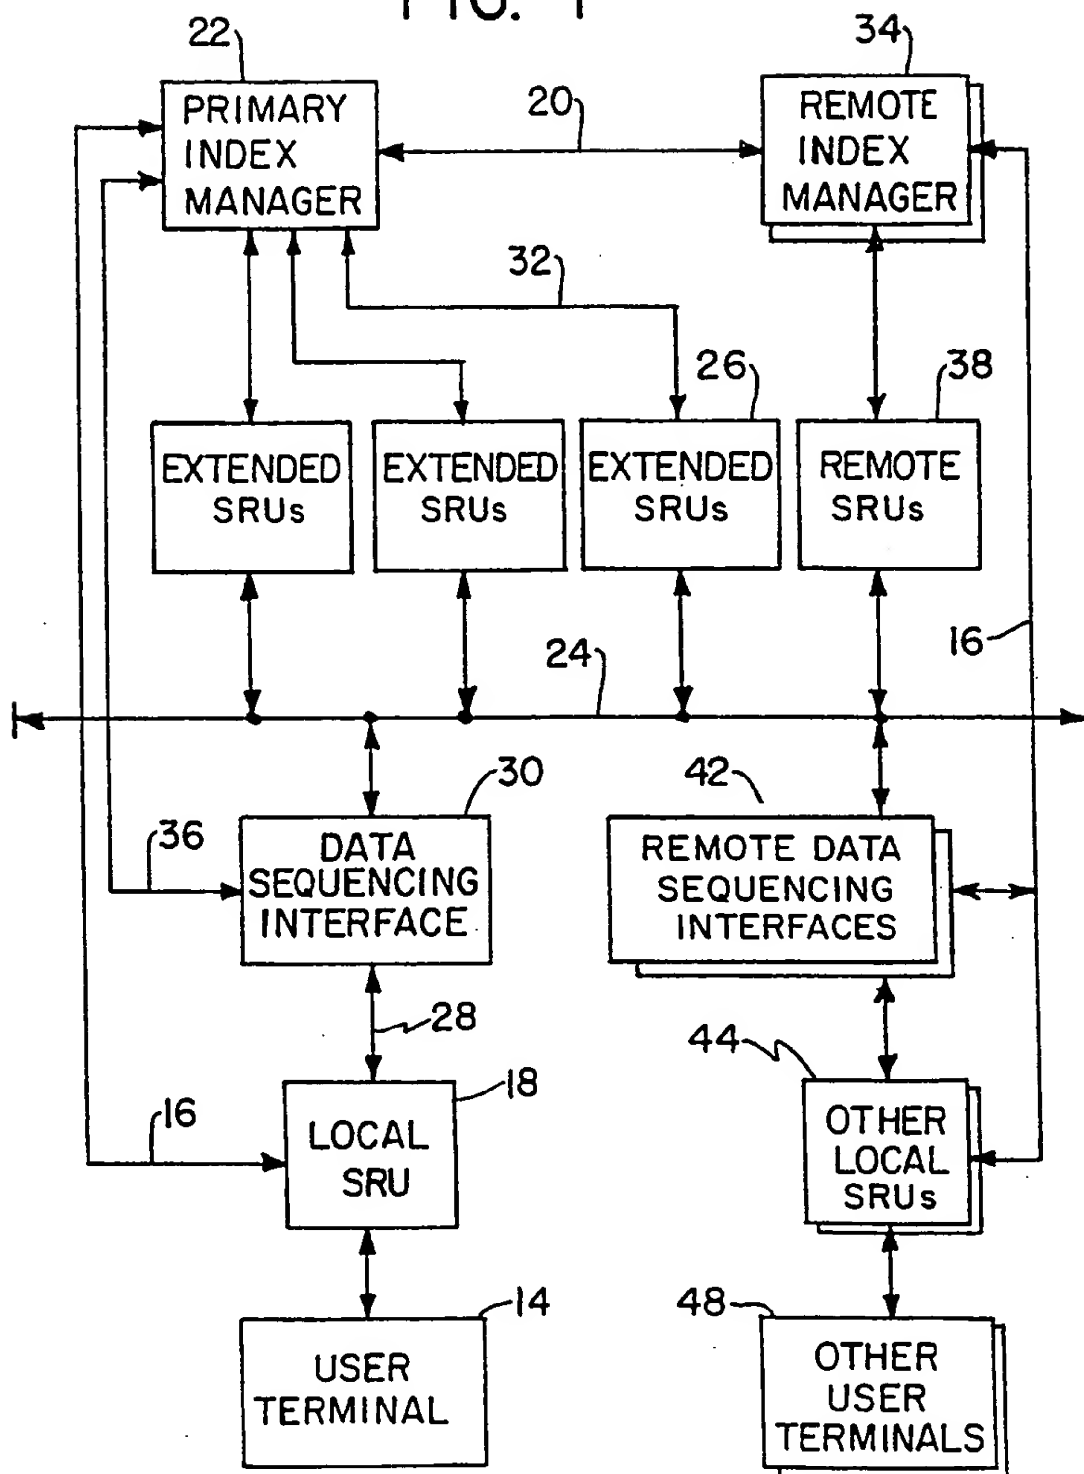 FIG. 1
22
34
PRIMARY
INDEX
MANAGER
20
REMOTE
INDEX
MANAGER
32
26
38
EXTENDED
SRUs
EXTENDED
SRUs
EXTENDED
SRUs
REMOTE
SRUs
16
24
30
42
36
DATA
SEQUENCING
INTERFACE
REMOTE DATA
SEQUENCING
INTERFACES
28
44
18
16
LOCAL
SRU
OTHER
LOCAL
SRUs
14
48
USER
TERMINAL
OTHER
USER
TERMINALS